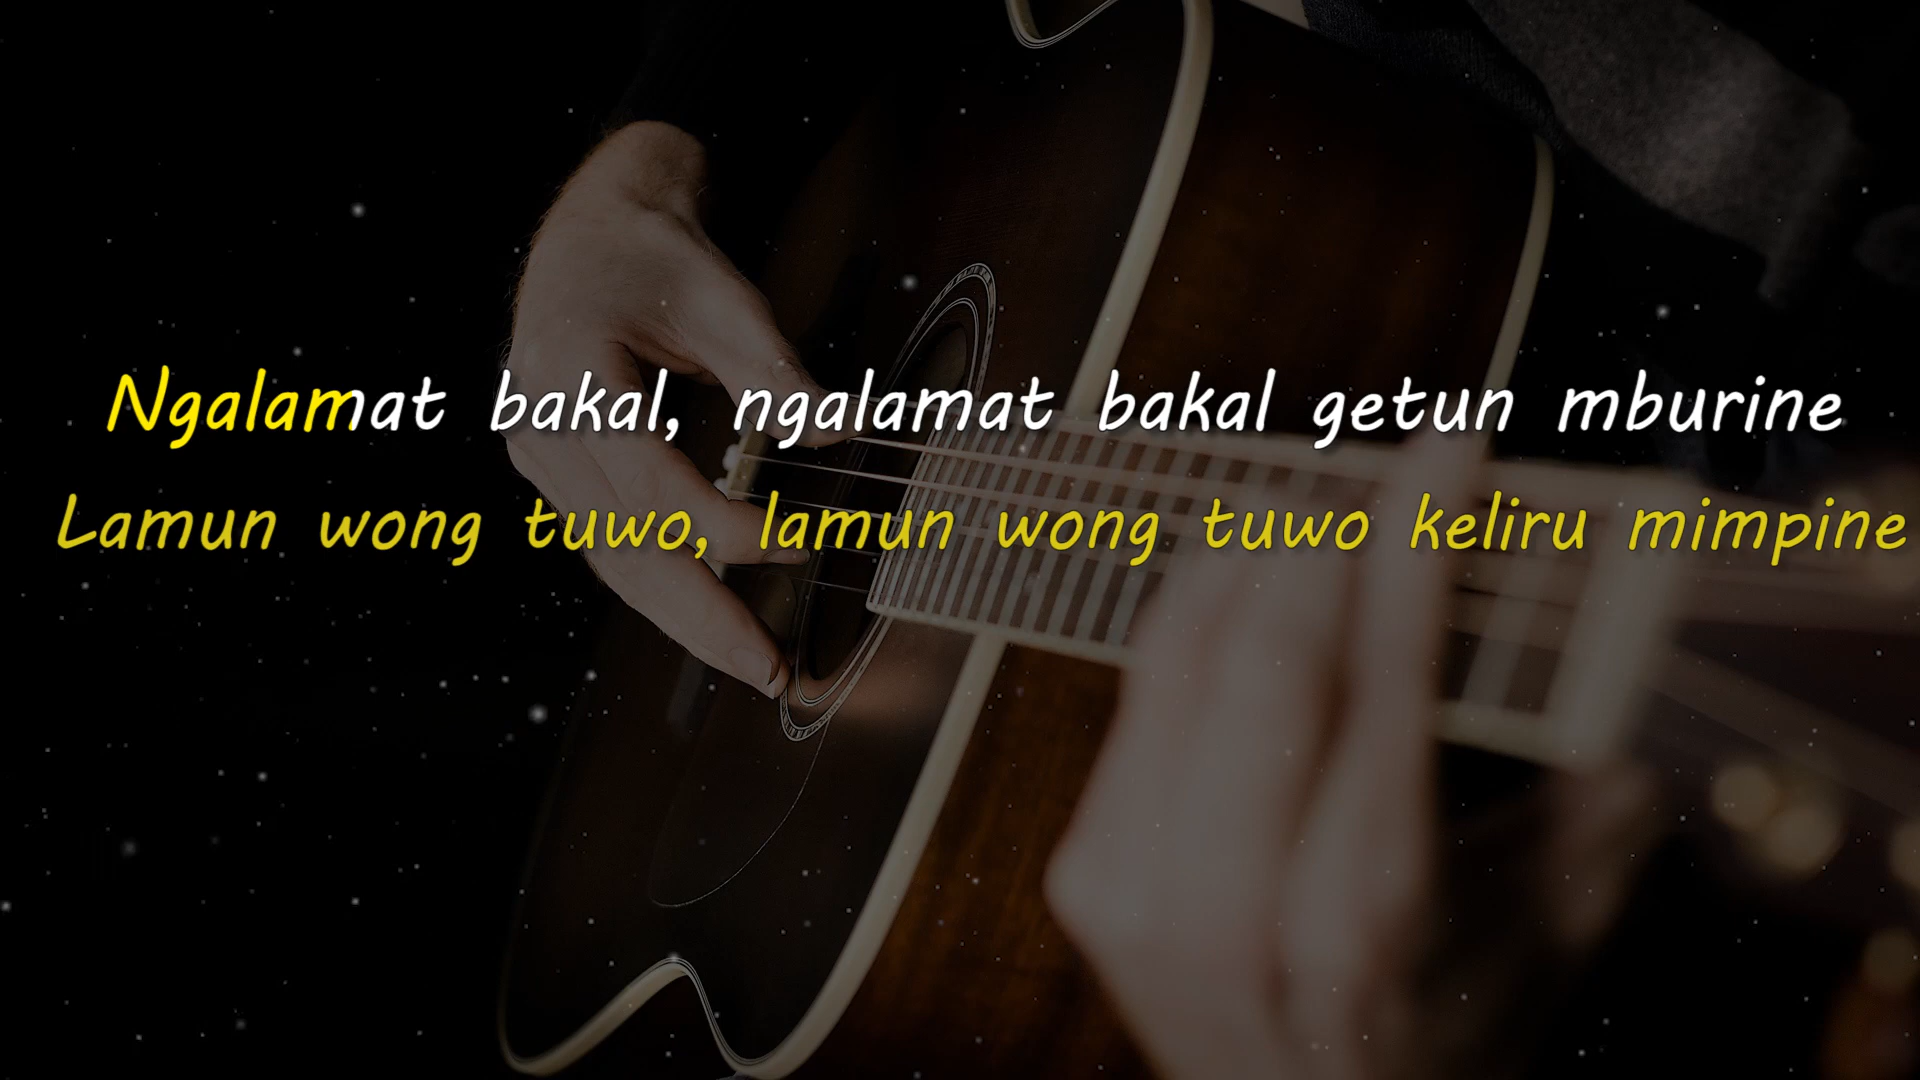 Ngalamat bakal, ngalamat bakal getun mburine
Lamun wong tuwo, lamun wong tuwo keliru mimpine